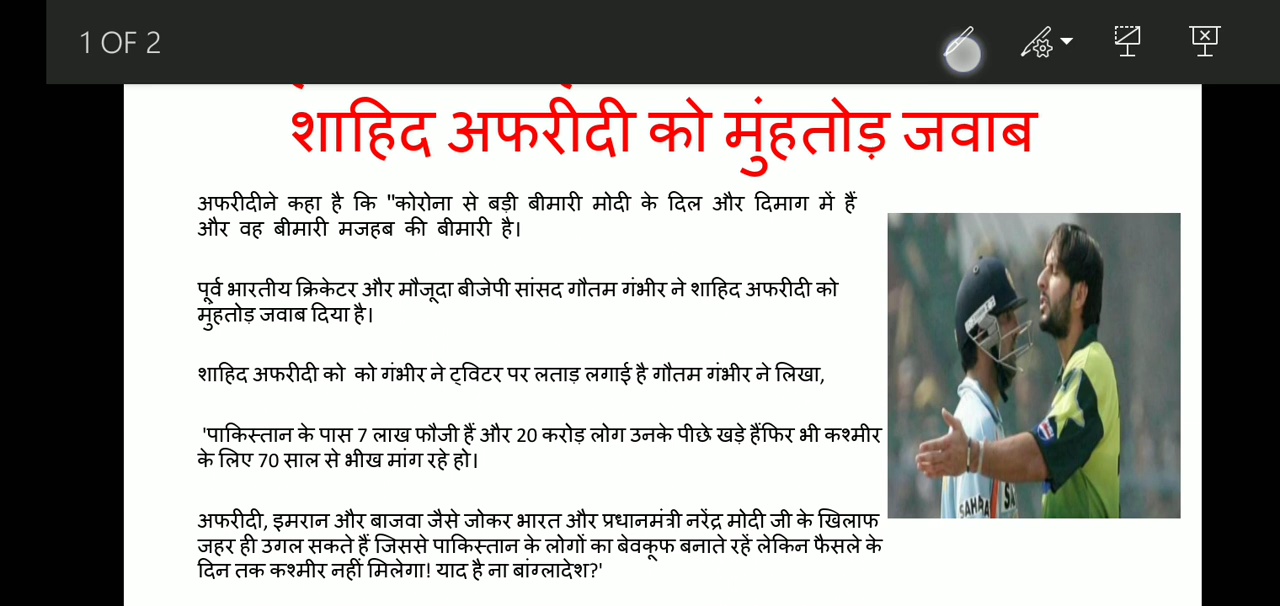 1 OF 2
शाहिद अफरीदी को मुंहतोड़ जवाब
अफरीदीने कहा है कि "कोरोना से बड़ी बीमारी मोदी के दिल और दिमाग में हैं
और वह बीमारी मजहब की बीमारी है।
पूर्व भारतीय क्रिकेटर और मौजूदा बीजेपी सांसद गौतम गंभीर ने शाहिद अफरीदी को
मुंहतोड़ जवाब दिया है।
शाहिद अफरीदी को को गंभीर ने ट्विटर पर लताड़ लगाई है गौतम गंभीर ने लिखा,
'पाकिस्तान के पास 7 लाख फौजी हैं और 20 करोड़ लोग उनके पीछे खड़े हैंफिर भी कश्मीर
के लिए 70 साल से भीख मांग रहे हो।
अफरीदी, इमरान और बाजवा जैसे जोकर भारत और प्रधानमंत्री नरेंद्र मोदी जी के खिलाफ
जहर ही उगल सकते हैं जिससे पाकिस्तान के लोगों का बेवकूफ बनाते रहें लेकिन फैसले के
दिन तक कश्मीर नहीं मिलेगा! याद है ना बांग्लादेश?'
SAHARA